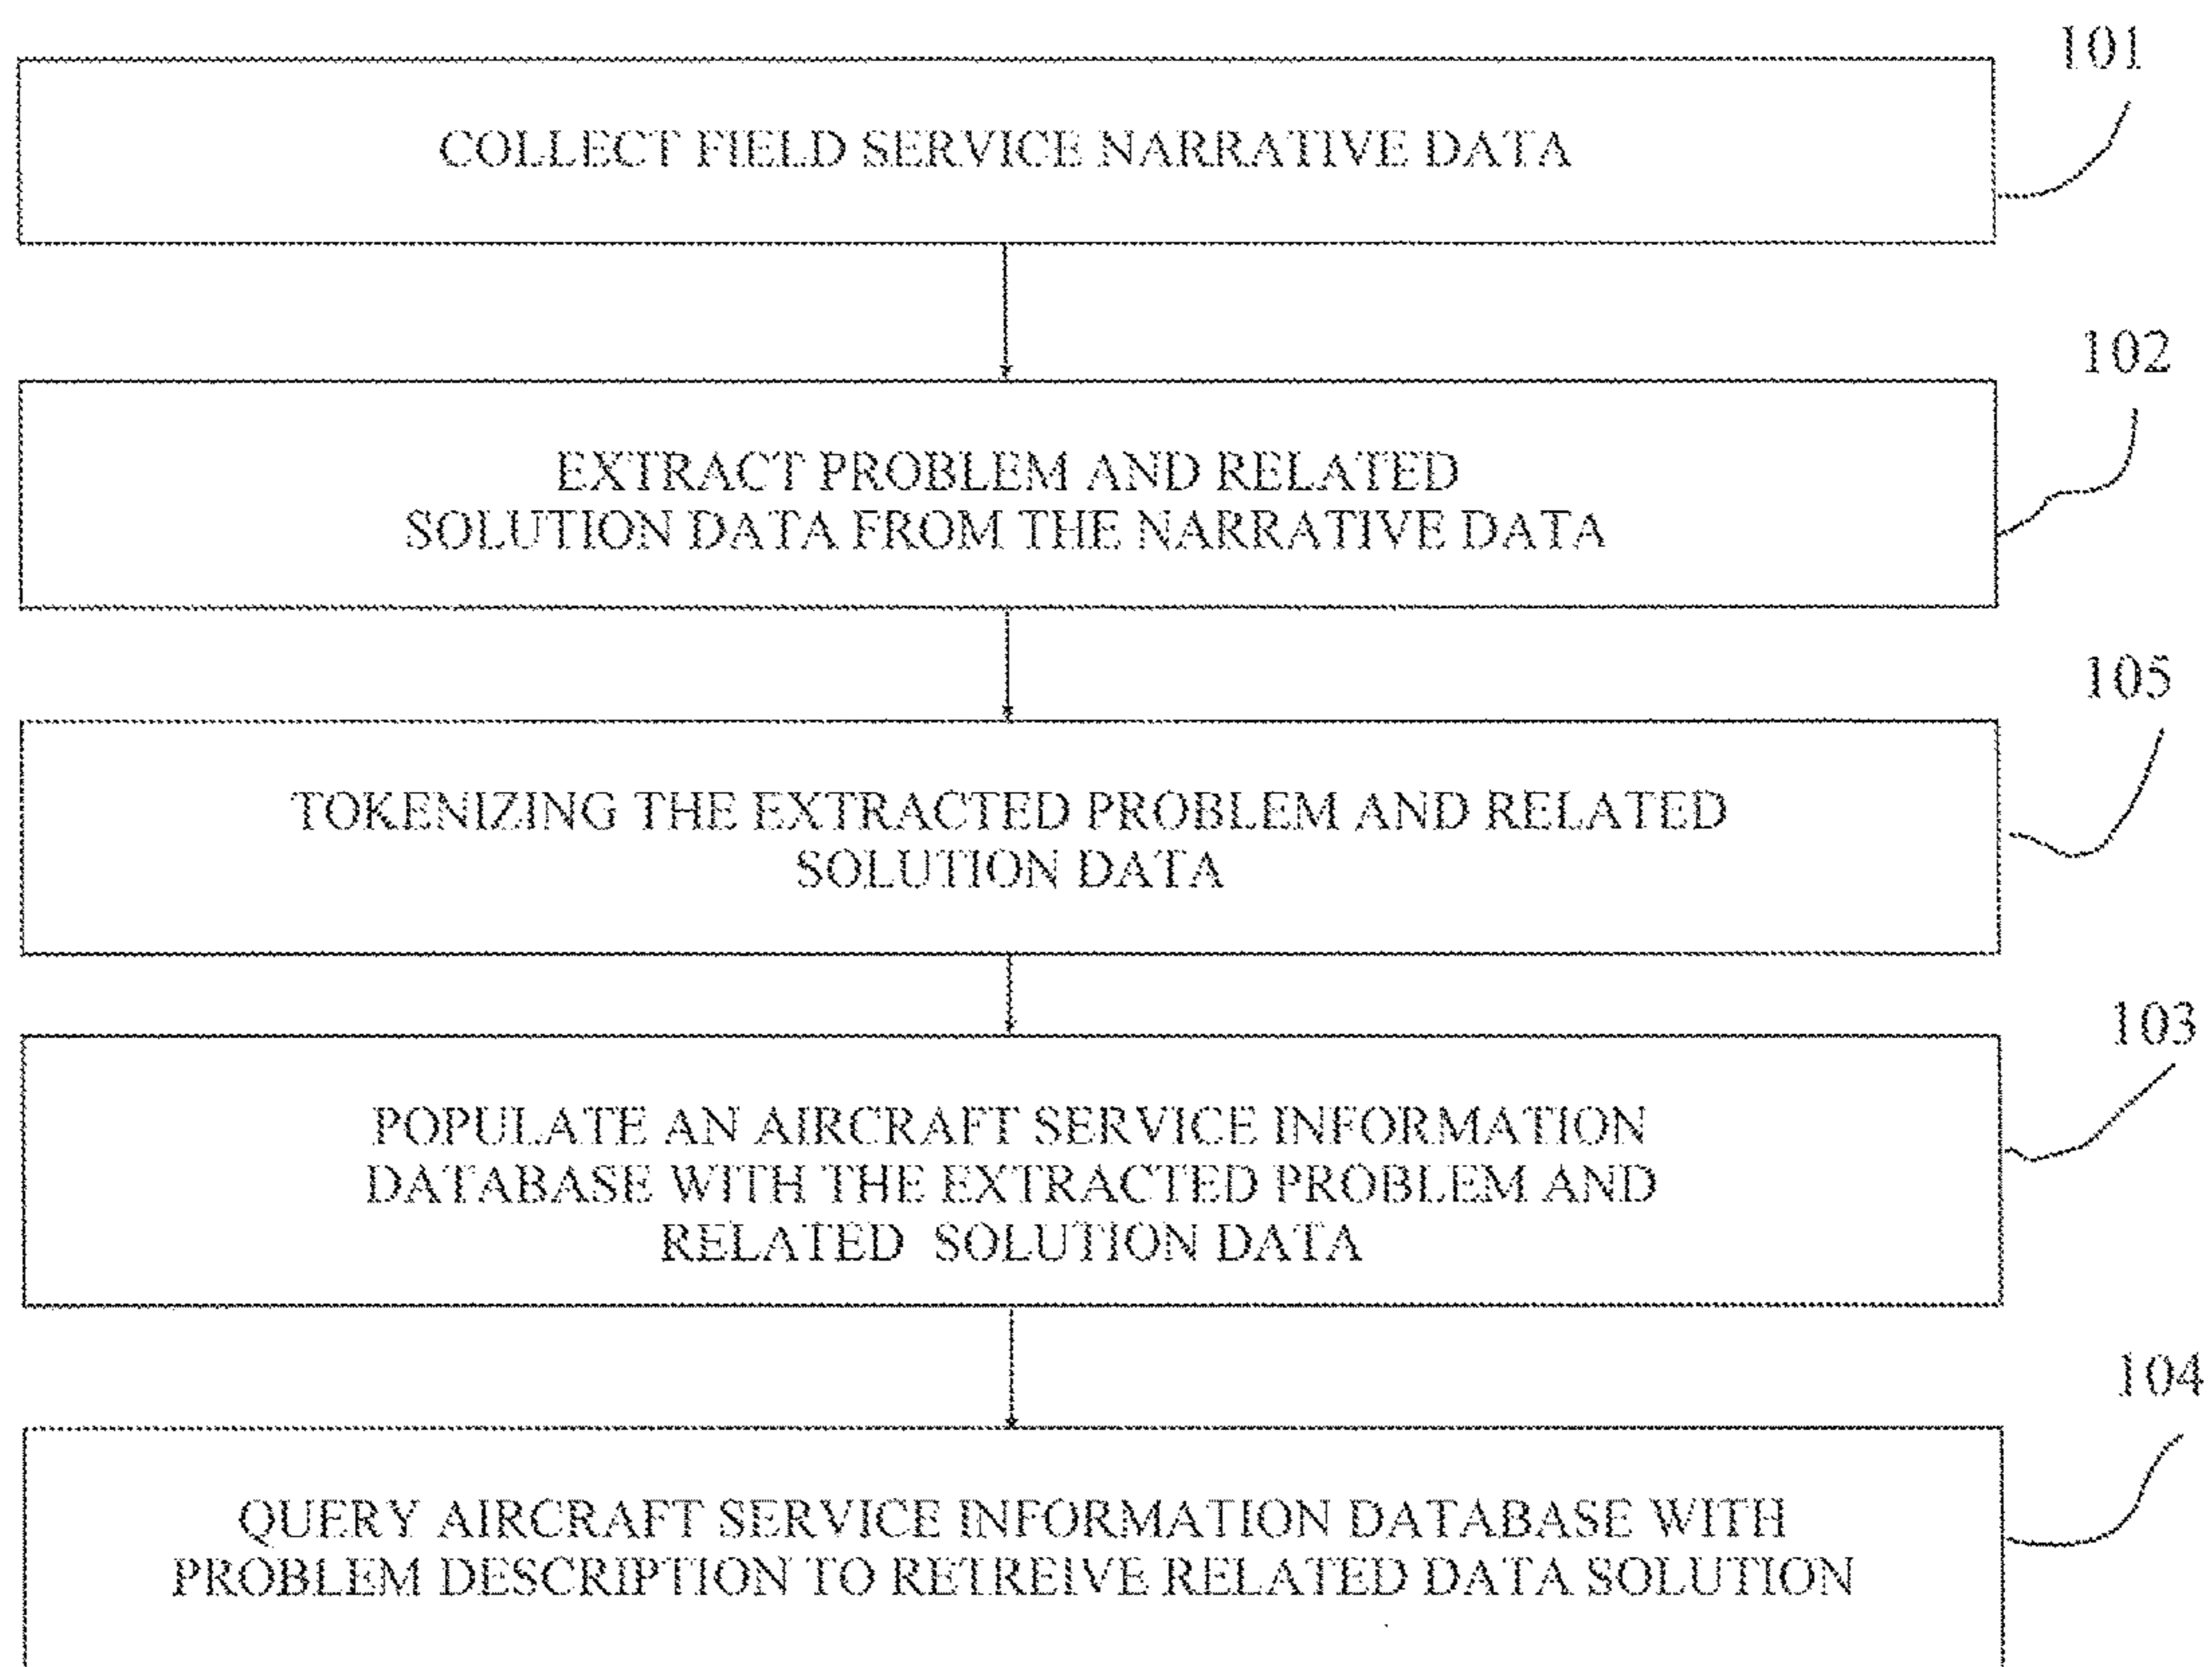 101
COLLECT FIELD SERVICE NARRATIVE DATA
102
EXTRACT PROBLEM AND RELATED
SOLUTION DATA FROM THE NARRATIVE DATA
105
TOKENIZING THE EXTRACTED PROBLEM AND RELATED
SOLUTION DATA
103
POPULATE AN AIRCRAFT SERVICE INFORMATION
DATABASE WITH THE EXTRACTED PROBLEM AND
RELATED SOLUTION DATA
104
QUERY AIRCRAFT SERVICE INFORMATION DATABASE WITH
PROBLEM DESCRIPTION TO RETREIVE RELATED DATA SOLUTION